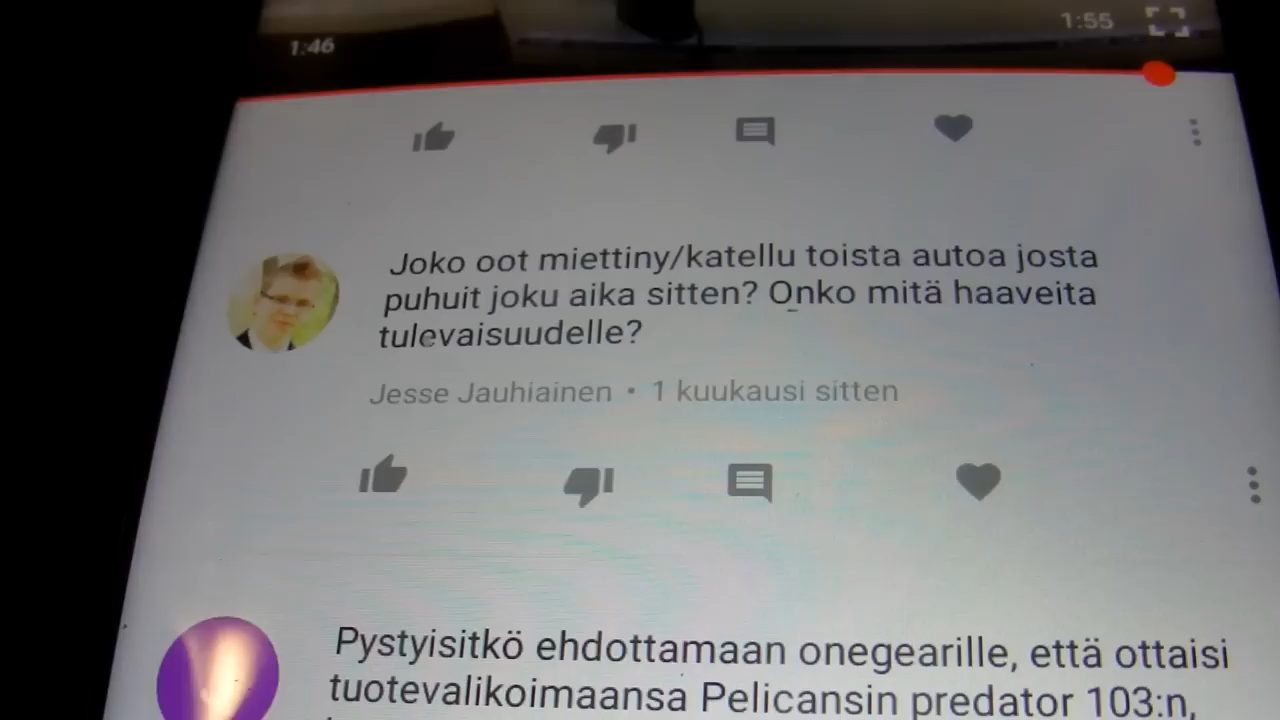 1:46
1:55
Joko oot miettiny/katellu toista autoa josta
puhuit joku aika sitten? Onko mitä haaveita
tulevaisuudelle?
Jesse Jauhiainen • 1 kuukausi sitten
Pystyisitkö ehdottamaan onegearille, että ottaisi
tuotevalikoimaansa Pelicansin predator 103:n,